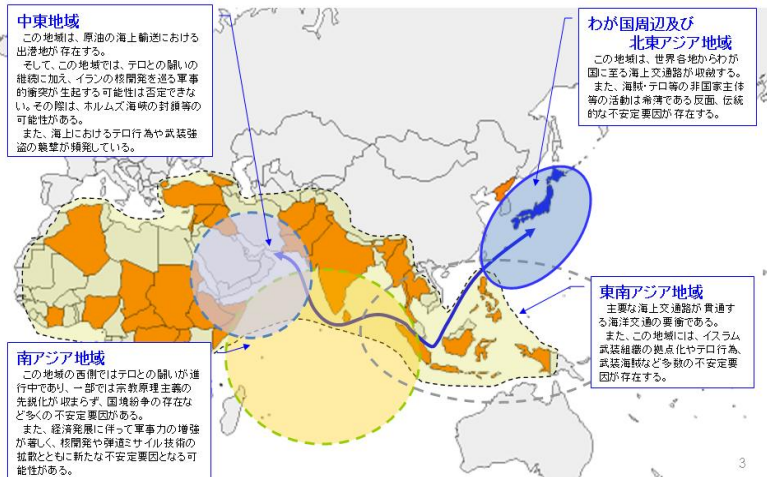 中東地域
この地域は、原油の海上輸送における
出港地が存在する。
そして、この地域では、テロとの闘いの
継続に加え、イランの核開発を巡る軍事
的衝突が生起する可能性は否定できな
い。その際は、ホルムズ海峡の封鎖等の
可能性がある。
また、海上におけるテロ行為や武装強
盗の襲撃が頻発している。
わが国周辺及び
北東アジア地域
この地域は、世界各地からわが
国に至る海上交通路が収斂する。
また、海賊・テロ等の非国家主体
等の活動は希薄である反面、伝統
的な不安定要因が存在する。
東南アジア地域
主要な海上交通路が貫通す
る海洋交通の要衝である。
また、この地域には、イスラム
武装組織の拠点化やテロ行為、
武装海賊など多数の不安定要
因が存在する。
南アジア地域
この地域の西側ではテロとの闘いが進
行中であり、一部では宗教原理主義の
先鋭化が収まらず、国境紛争の存在な
ど多くの不安定要因がある。
また、経済発展に伴って軍事力の増強
が著しく、核開発や弾道ミサイル技術の
拡散とともに新たな不安定要因となる可
能性がある。
3